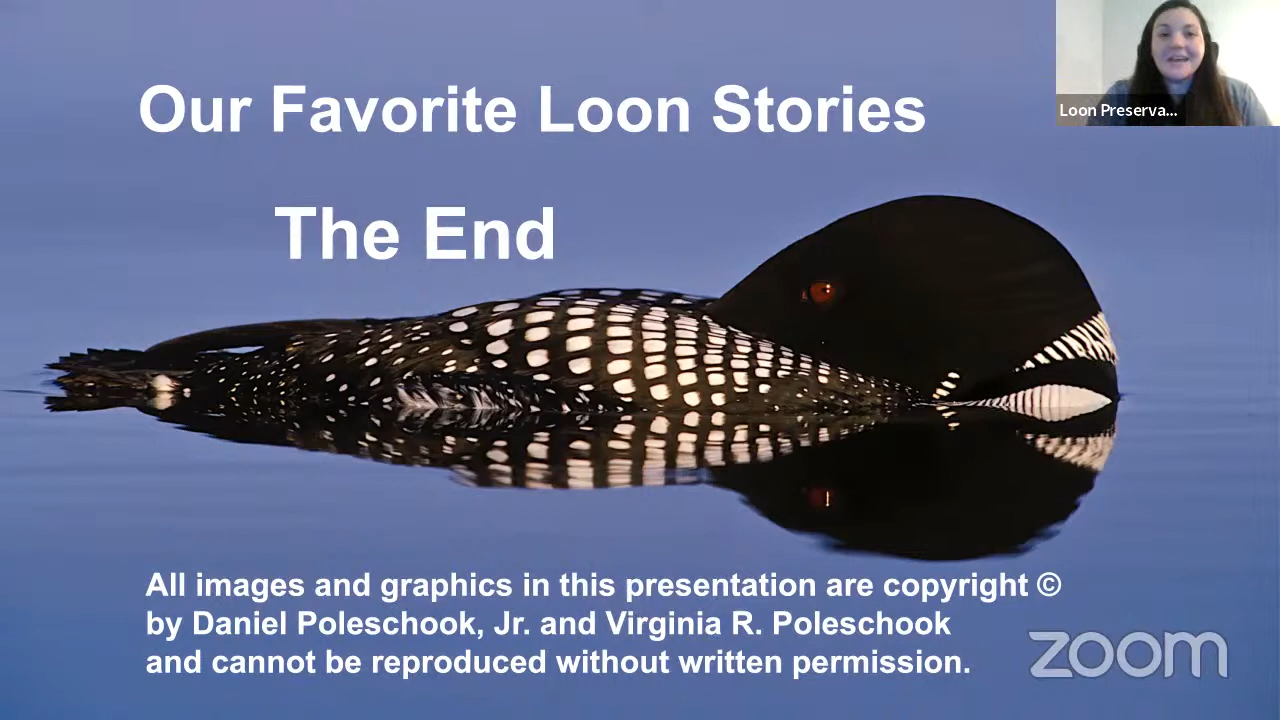 Our Favorite Loon Stories
Loon Preserva...
The End
All images and graphics in this presentation are copyright ©
by Daniel Poleschook, Jr. and Virginia R. Poleschook
and cannot be reproduced without written permission.
zoom